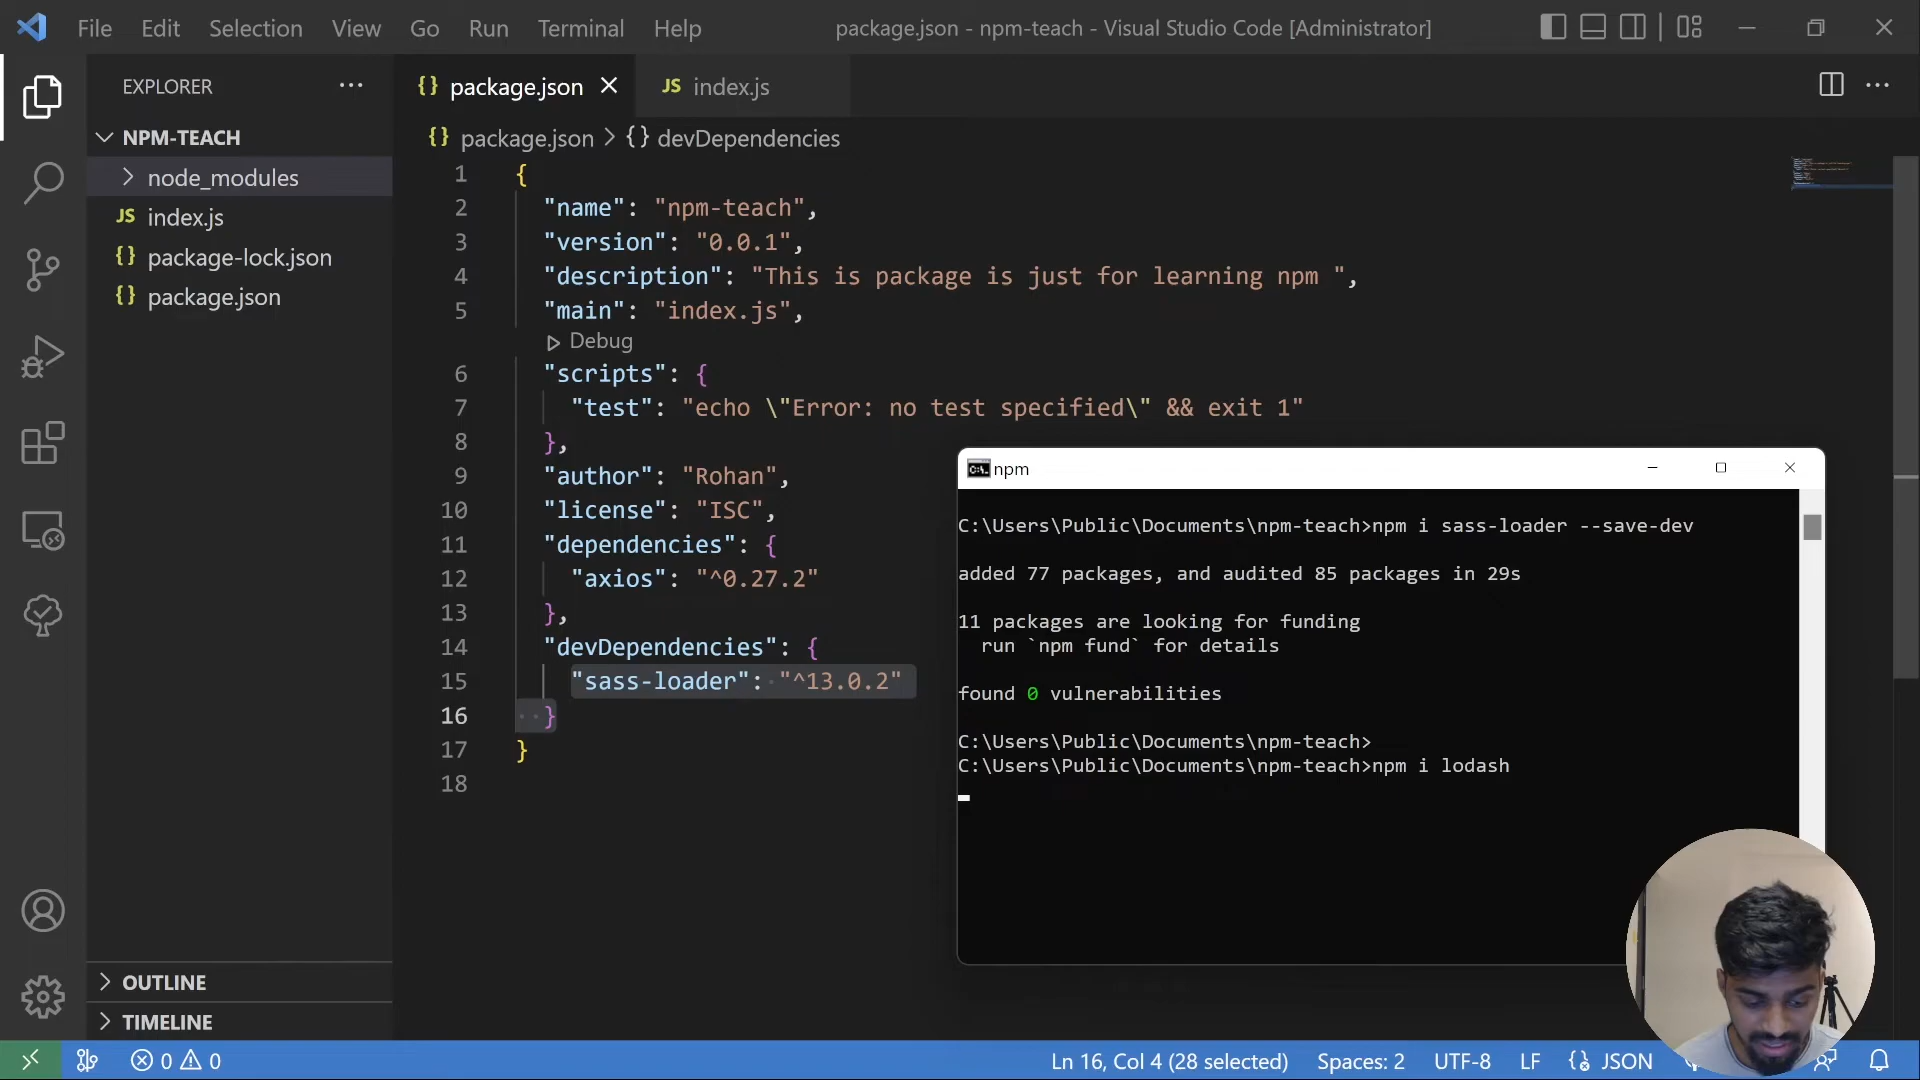 File Edit Selection View Go Run Terminal Help
package.json - npm-teach - Visual Studio Code [Administrator]
EXPLORER
NPM-TEACH
node_modules
JS index.js
{} package-lock.json
{} package.json
OUTLINE
TIMELINE
{} package.json
JS index.js
{} package.json > {} devDependencies
1 {
2 "name": "npm-teach",
3 "version": "0.0.1",
4 "description": "This is package is just for learning npm ",
5 "main": "index.js",
Debug
6 "scripts": {
7 "test": "echo \"Error: no test specified\" && exit 1"
8 },
9 "author": "Rohan",
10 "license": "ISC",
11 "dependencies": {
12 "axios": "^0.27.2"
13 },
14 "devDependencies": {
15 "sass-loader": "^13.0.2"
16 }
17 }
18
npm
C:\Users\Public\Documents\npm-teach>npm i sass-loader --save-dev
added 77 packages, and audited 85 packages in 29s
11 packages are looking for funding
run `npm fund` for details
found 0 vulnerabilities
C:\Users\Public\Documents\npm-teach>
C:\Users\Public\Documents\npm-teach>npm i lodash
0 0
Ln 16, Col 4 (28 selected) Spaces: 2 UTF-8 LF JSON